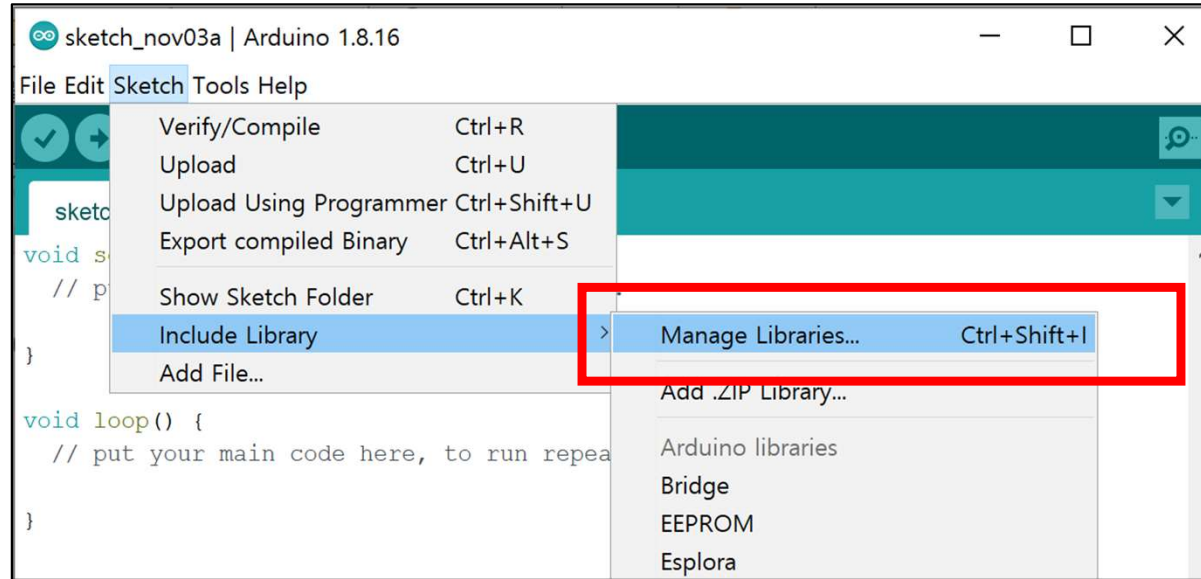 sketch_nov03a | Arduino 1.8.16
File Edit Sketch Tools Help
Verify/Compile Ctrl+R
Upload Ctrl+U
Upload Using Programmer Ctrl+Shift+U
Export compiled Binary Ctrl+Alt+S
Show Sketch Folder Ctrl+K
Include Library >
Add File...
Manage Libraries... Ctrl+Shift+I
Add .ZIP Library...
Arduino libraries
Bridge
EEPROM
Esplora
sketc
void s
// p
}
void loop() {
// put your main code here, to run repea
}